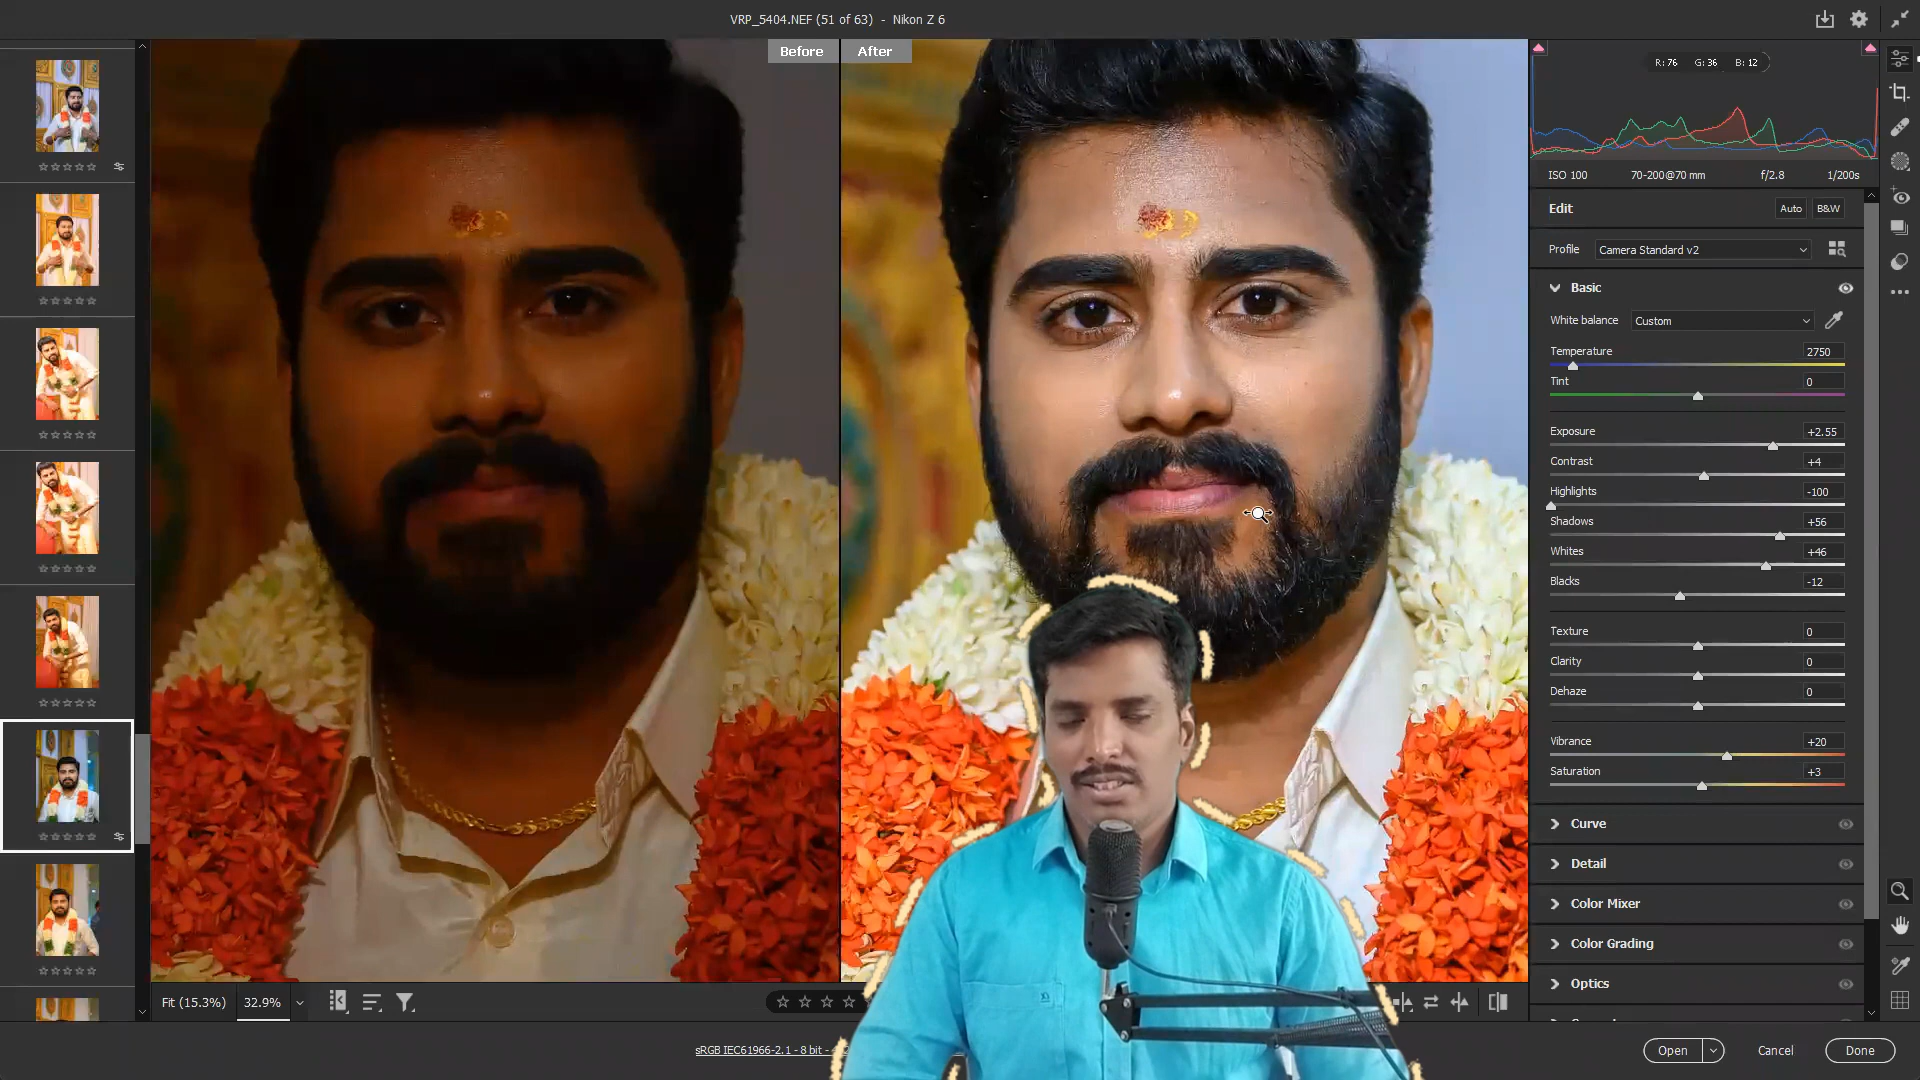 VRP_5404.NEF (51 of 63) - Nikon Z 6
Before
After
R: 76 G: 36 B: 12
ISO 100 70-200@70 mm f/2.8 1/200s
Edit Auto B&W
Profile Camera Standard v2
Basic
White balance Custom
Temperature 2750
Tint 0
Exposure +2.55
Contrast +4
Highlights -100
Shadows +56
Whites +46
Blacks -12
Texture 0
Clarity 0
Dehaze 0
Vibrance +20
Saturation +3
Curve
Detail
Color Mixer
Color Grading
Optics
Fit (15.3%) 32.9%
sRGB IEC61966-2.1 - 8 bit -
Open Cancel Done